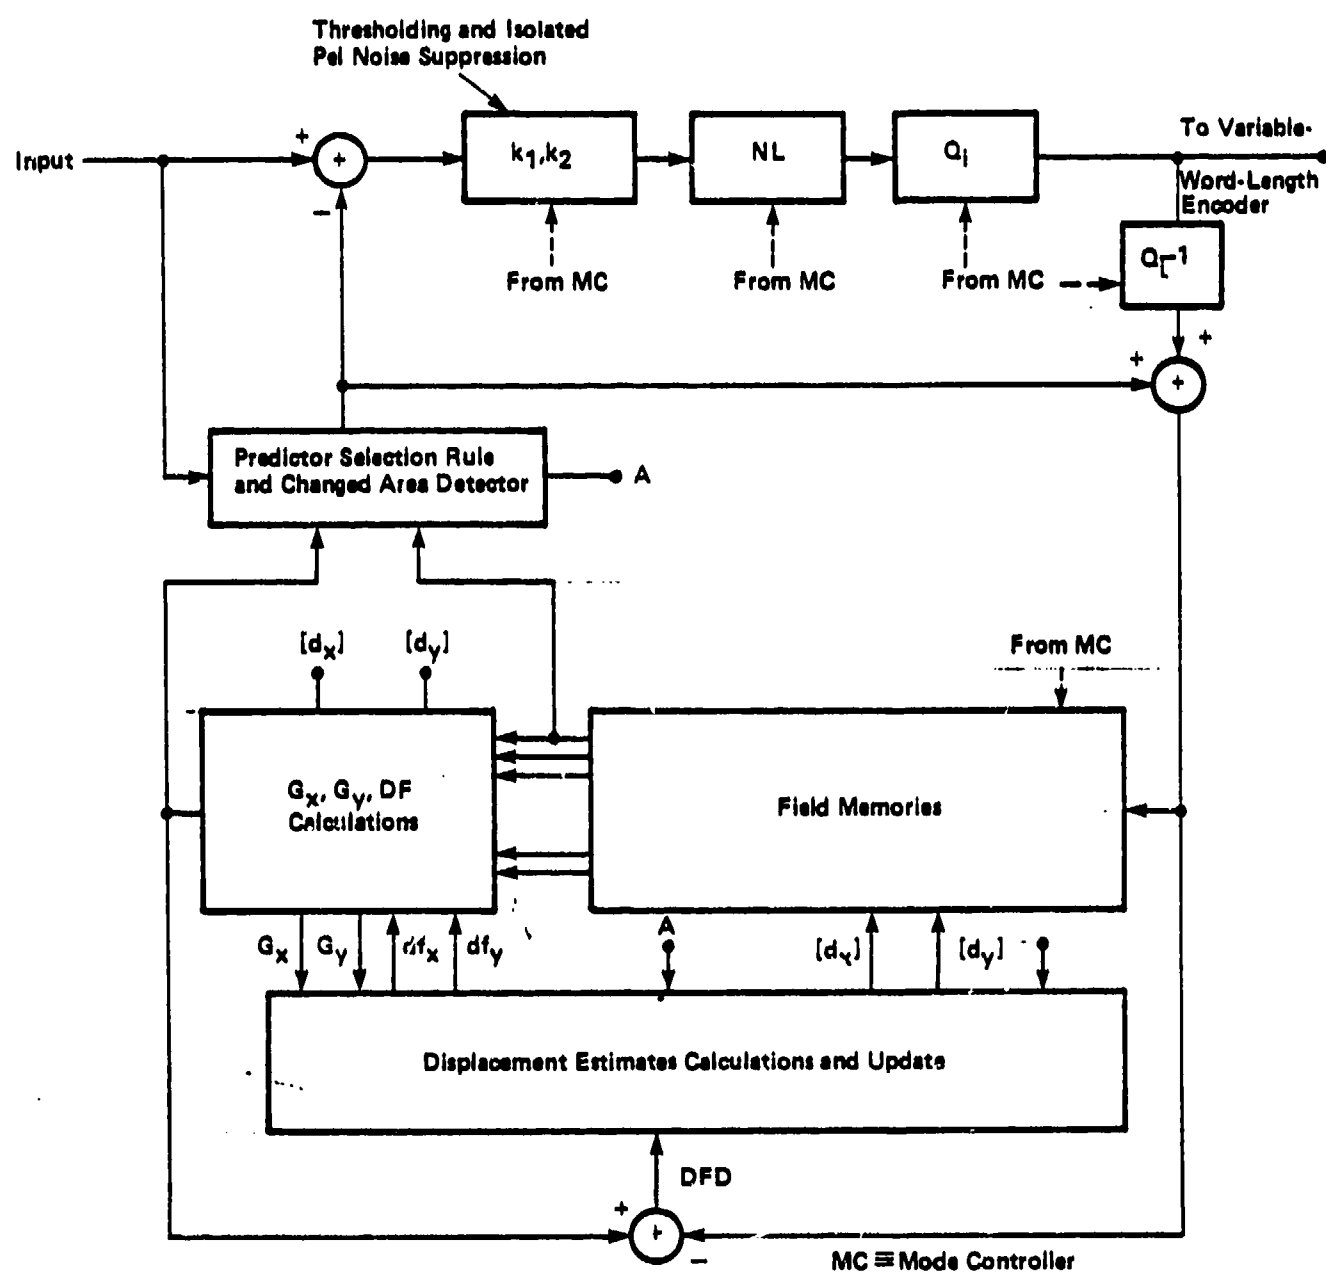 Thresholding and Isolated
Pel Noise Suppression
Input
+
+
−
k1,k2
NL
Qi
To Variable-
Word-Length
Encoder
From MC
From MC
From MC
Qi-1
+
+
+
Predictor Selection Rule
and Changed Area Detector
A
[dx]
[dy]
From MC
Gx, Gy, DF
Calculations
Field Memories
Gx
Gy
dfx
dfy
A
[dx]
[dy]
Displacement Estimates Calculations and Update
DFD
+
+
−
MC ≡ Mode Controller